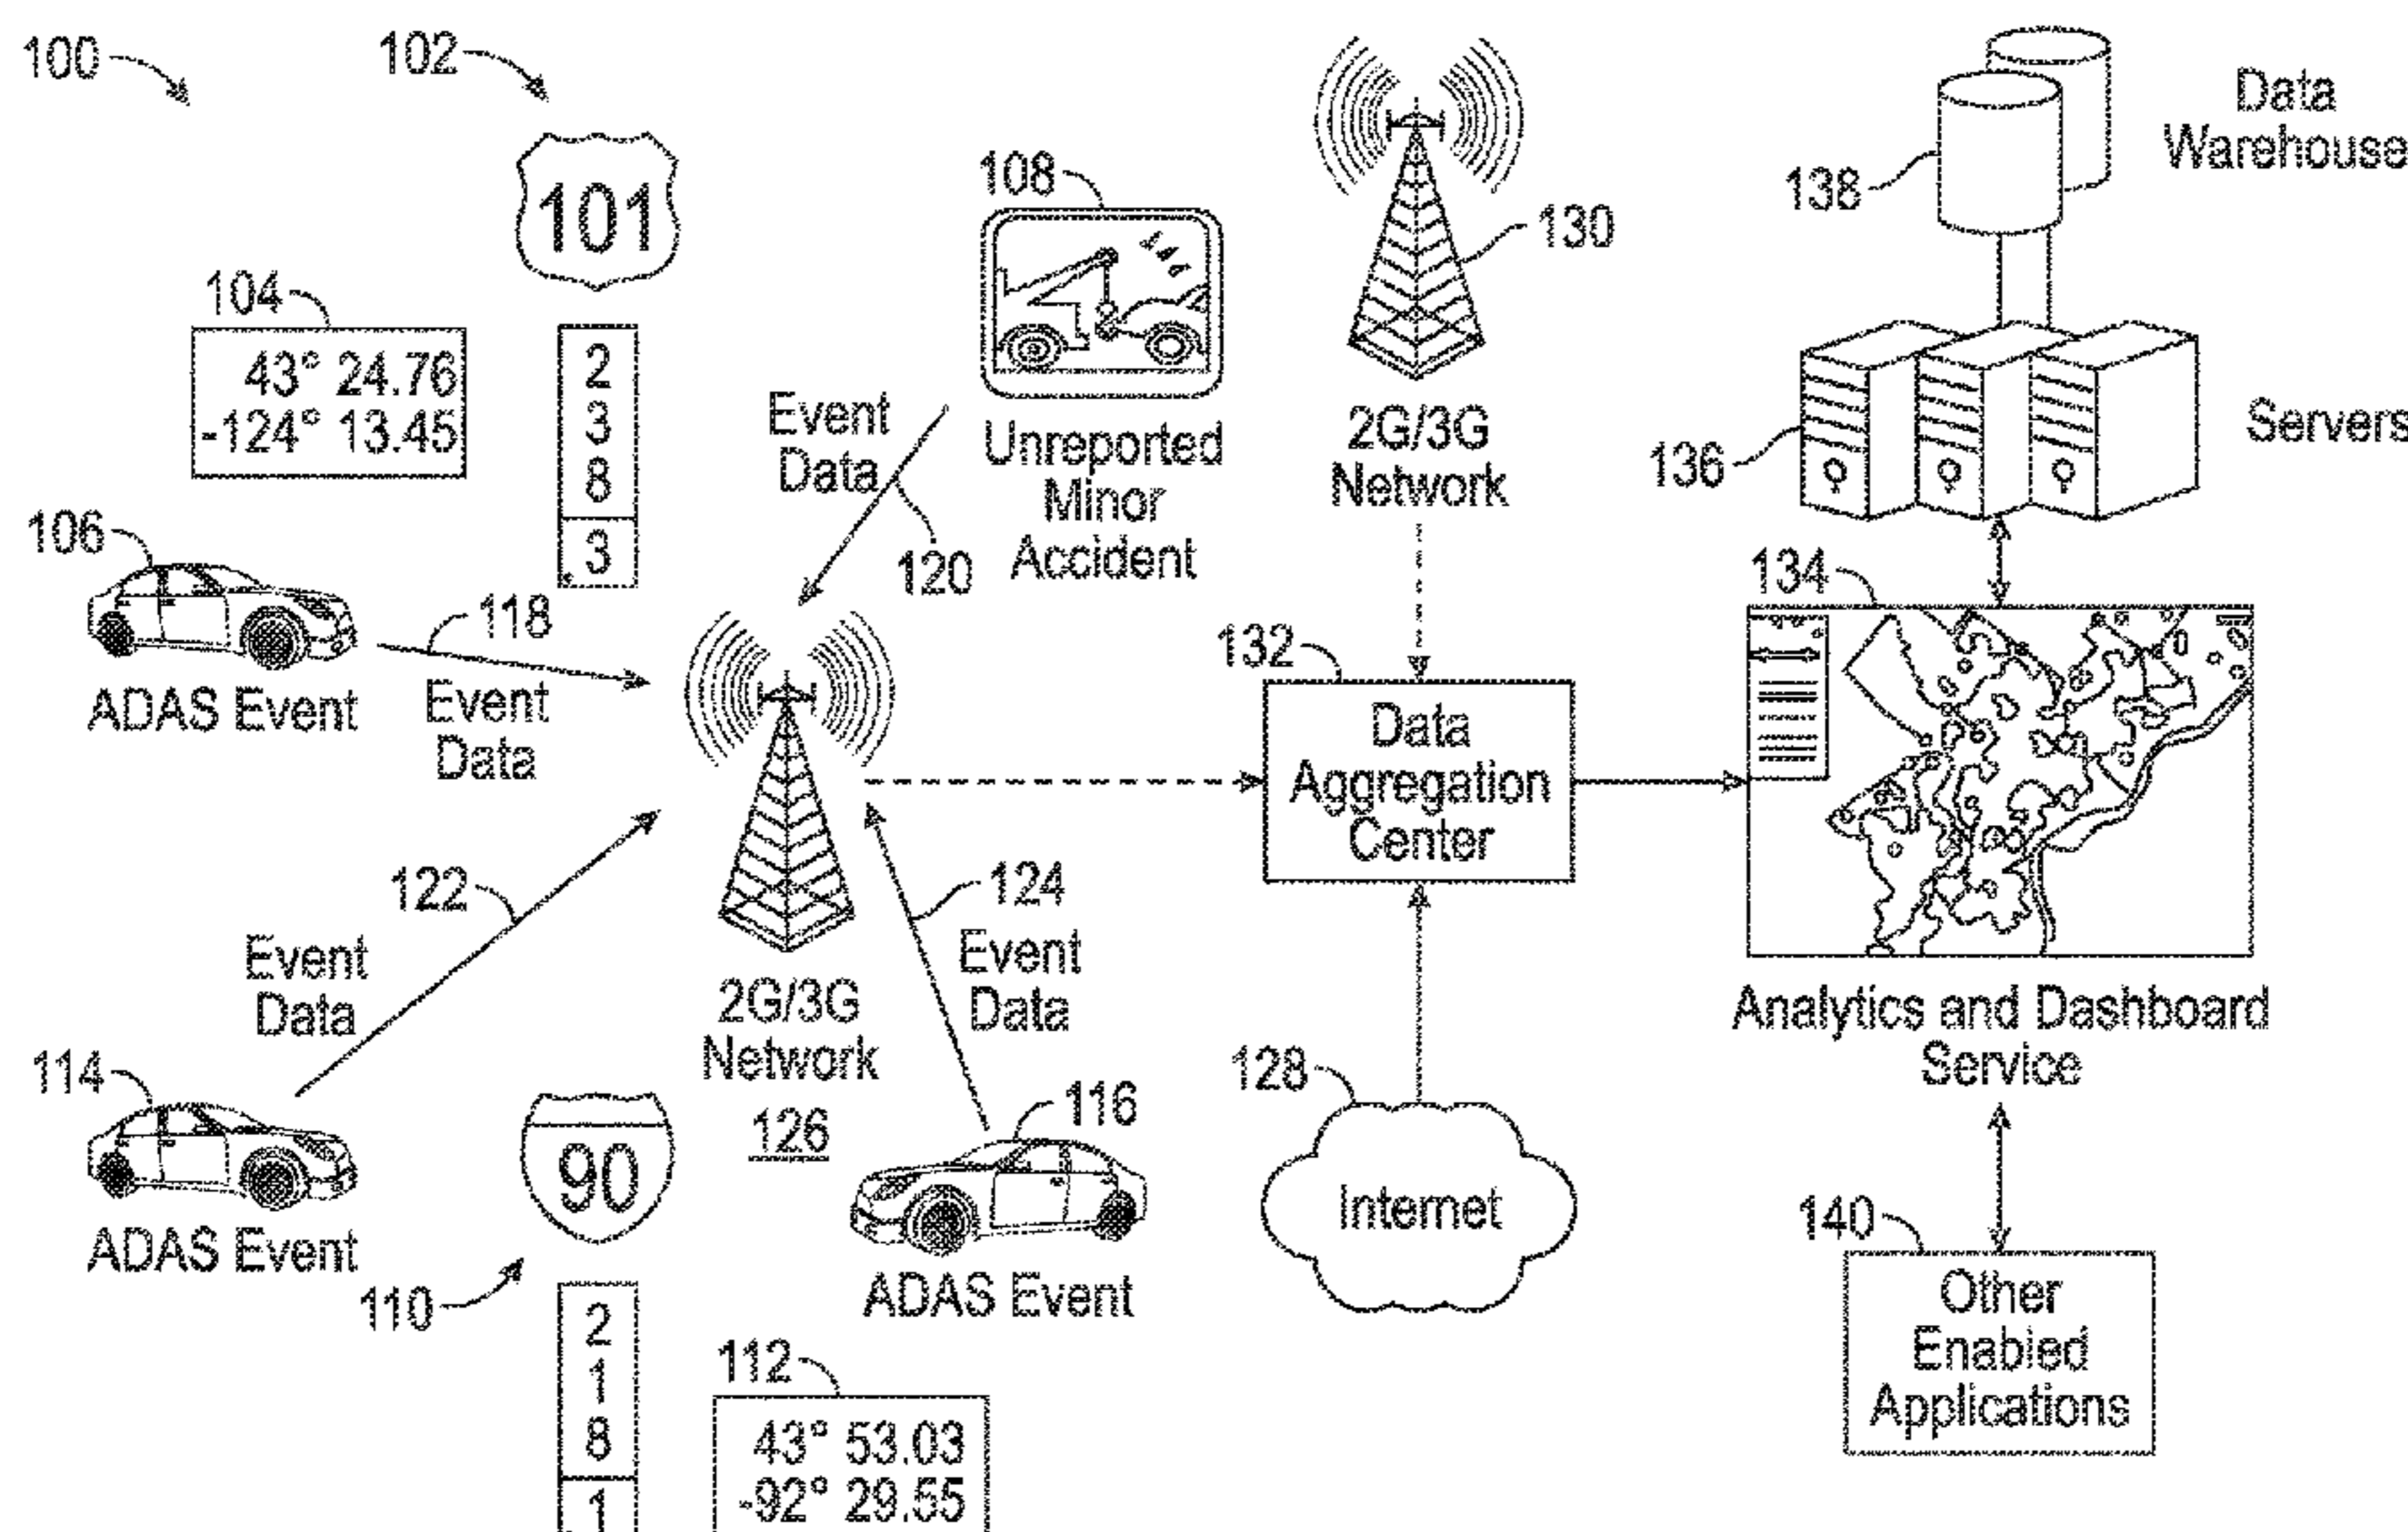 100
102
101
104
43° 24.76
-124° 13.45
2
3
8
3
106
ADAS Event
118
Event
Data
108
Unreported
Minor
Accident
Event
Data
120
130
2G/3G
Network
138
Data
Warehouse
136
Servers
134
132
Data
Aggregation
Center
Analytics and Dashboard
Service
122
Event
Data
124
Event
Data
2G/3G
Network
126
114
ADAS Event
90
110
116
ADAS Event
128
Internet
140
Other
Enabled
Applications
2
1
8
1
112
43° 53.03
-92° 29.55